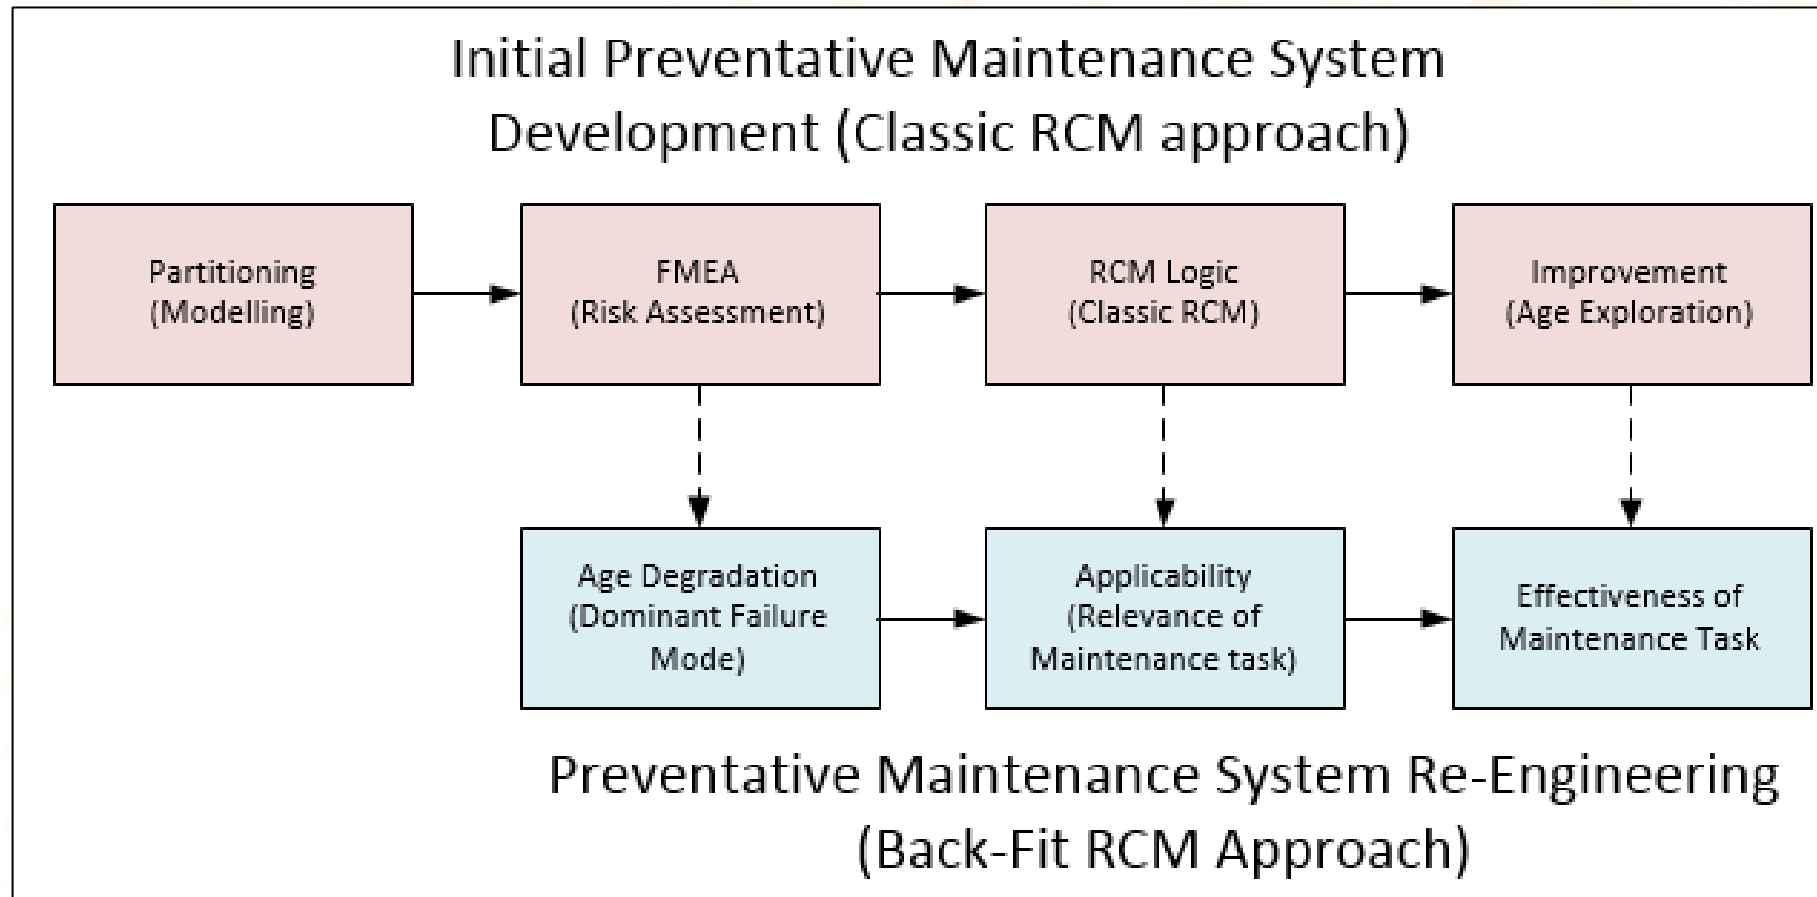 Initial Preventative Maintenance System
Development (Classic RCM approach)
Partitioning
(Modelling)
FMEA
(Risk Assessment)
RCM Logic
(Classic RCM)
Improvement
(Age Exploration)
Age Degradation
(Dominant Failure
Mode)
Applicability
(Relevance of
Maintenance task)
Effectiveness of
Maintenance Task
Preventative Maintenance System Re-Engineering
(Back-Fit RCM Approach)